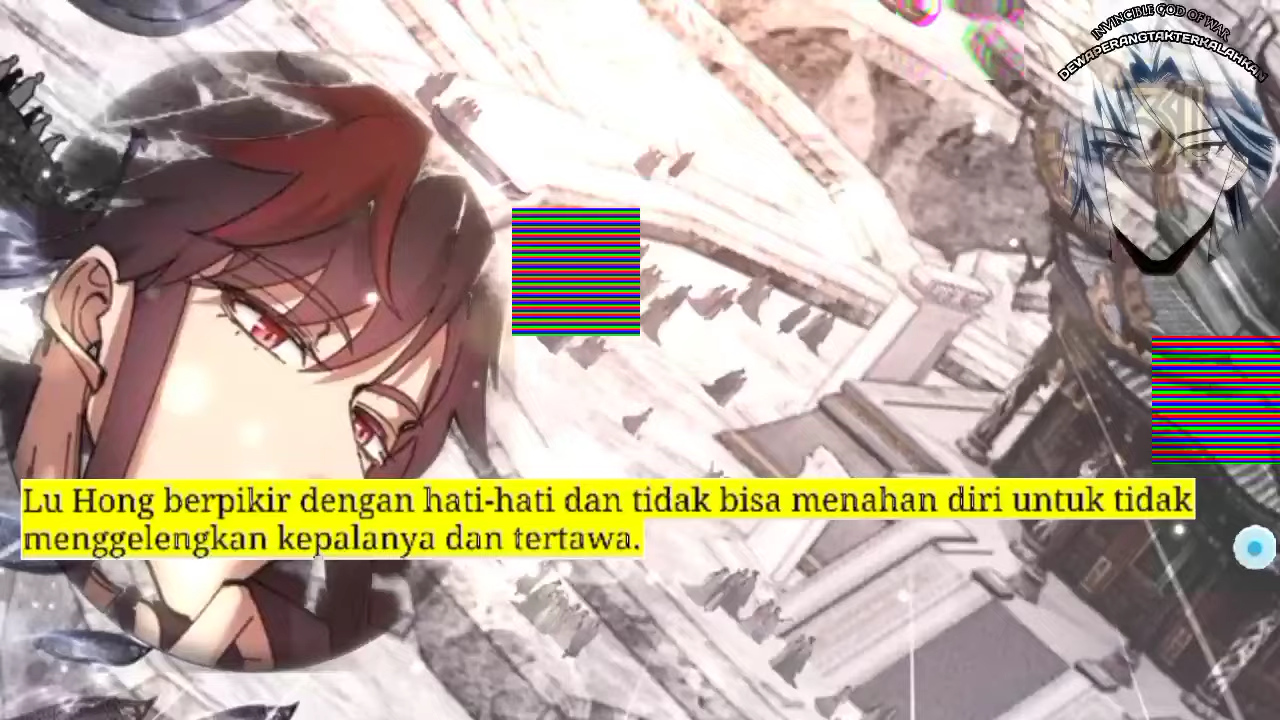 INVINCIBLE GOD OF WAR
DEWAPERANGTAKTERKALAHKAN
Lu Hong berpikir dengan hati-hati dan tidak bisa menahan diri untuk tidak
menggelengkan kepalanya dan tertawa.